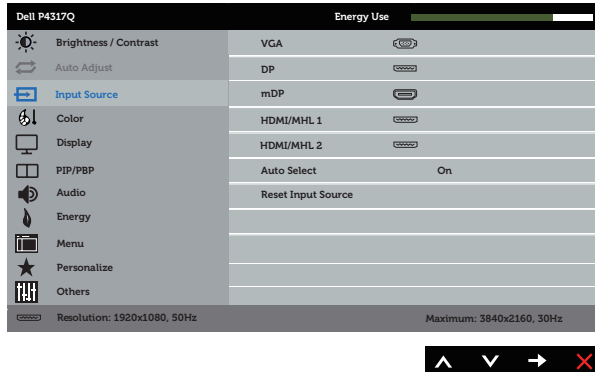 Dell P4317Q Energy Use
Brightness / Contrast VGA
Auto Adjust DP
Input Source mDP
Color HDMI/MHL 1
Display HDMI/MHL 2
PIP/PBP Auto Select On
Audio Reset Input Source
Energy
Menu
Personalize
Others
Resolution: 1920x1080, 50Hz Maximum: 3840x2160, 30Hz